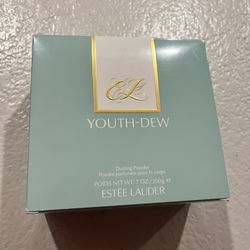 EL
YOUTH-DEW
Dusting Powder
Poudre parfumée pour le corps
POIDS NET WT. 7 OZ./200g ℮
ESTĒE LAUDER